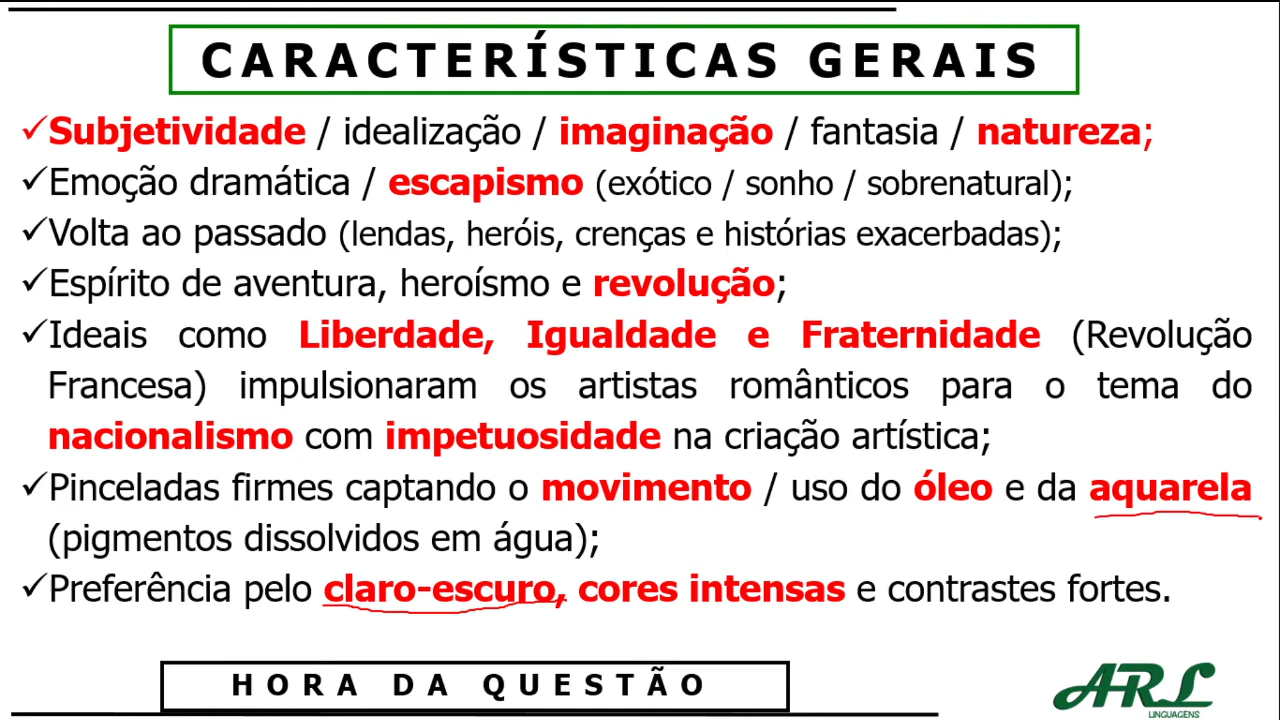 CARACTERÍSTICAS GERAIS
✓Subjetividade / idealização / imaginação / fantasia / natureza;
✓Emoção dramática / escapismo (exótico / sonho / sobrenatural);
✓Volta ao passado (lendas, heróis, crenças e histórias exacerbadas);
✓Espírito de aventura, heroísmo e revolução;
✓Ideais como Liberdade, Igualdade e Fraternidade (Revolução
Francesa) impulsionaram os artistas românticos para o tema do
nacionalismo com impetuosidade na criação artística;
✓Pinceladas firmes captando o movimento / uso do óleo e da aquarela
(pigmentos dissolvidos em água);
✓Preferência pelo claro-escuro, cores intensas e contrastes fortes.
HORA DA QUESTÃO
ARL
LINGUAGENS